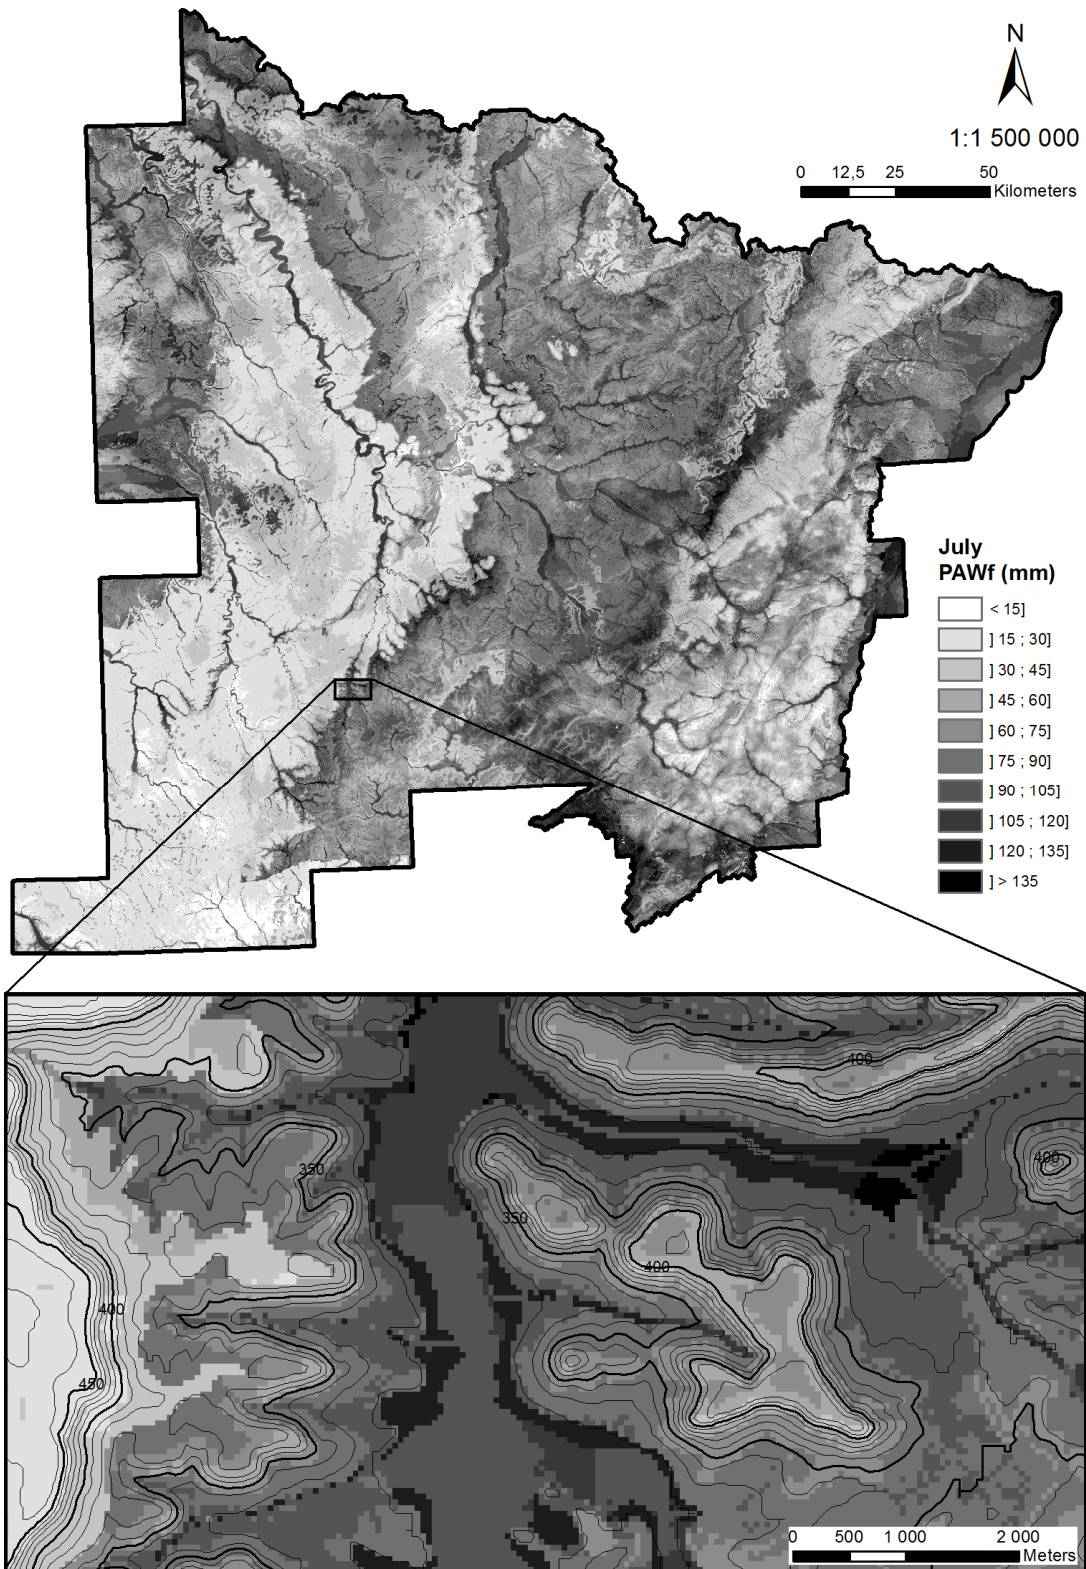 N
1:1 500 000
0 12,5 25 50
Kilometers
July
PAWf (mm)
< 15]
] 15 ; 30]
] 30 ; 45]
] 45 ; 60]
] 60 ; 75]
] 75 ; 90]
] 90 ; 105]
] 105 ; 120]
] 120 ; 135]
] > 135
400
400
350
350
400
400
450
0 500 1 000 2 000
Meters